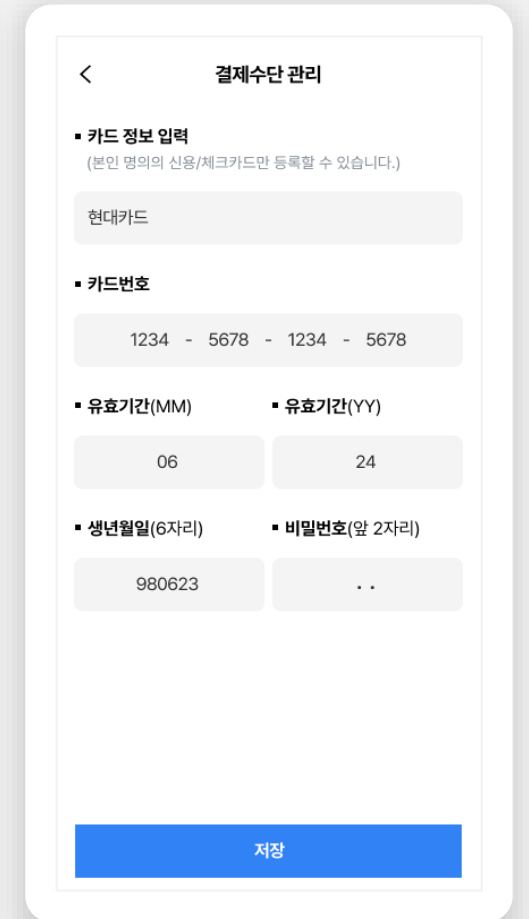 결제수단 관리
▪ 카드 정보 입력
(본인 명의의 신용/체크카드만 등록할 수 있습니다.)
현대카드
▪ 카드번호
1234 - 5678 - 1234 - 5678
▪ 유효기간(MM) ▪ 유효기간(YY)
06 24
▪ 생년월일(6자리) ▪ 비밀번호(앞 2자리)
980623 • •
저장